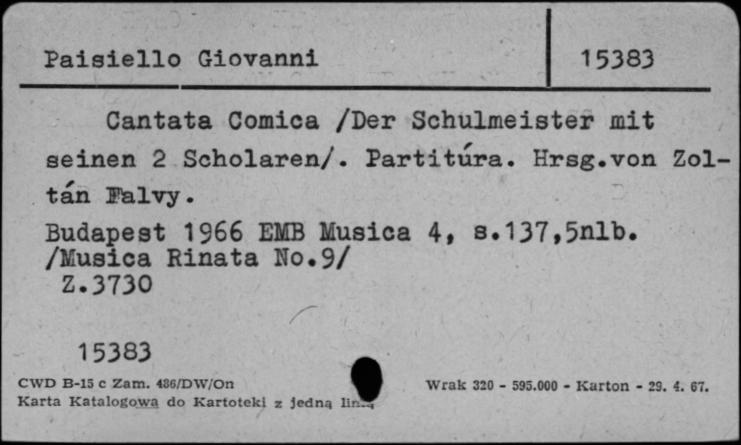 Paisiello Giovanni 15383
Cantata Comica /Der Schulmeister mit
seinen 2 Scholaren/. Partitúra. Hrsg.von Zol-
tán Falvy.
Budapest 1966 EMB Musica 4, s.137,5nlb.
/Musica Rinata No.9/
Z.3730
15383
CWD B-15 c Zam. 486/DW/On Wrak 320 - 595.000 - Karton - 29. 4. 67.
Karta Katalogowa do Kartoteki z jedną linią